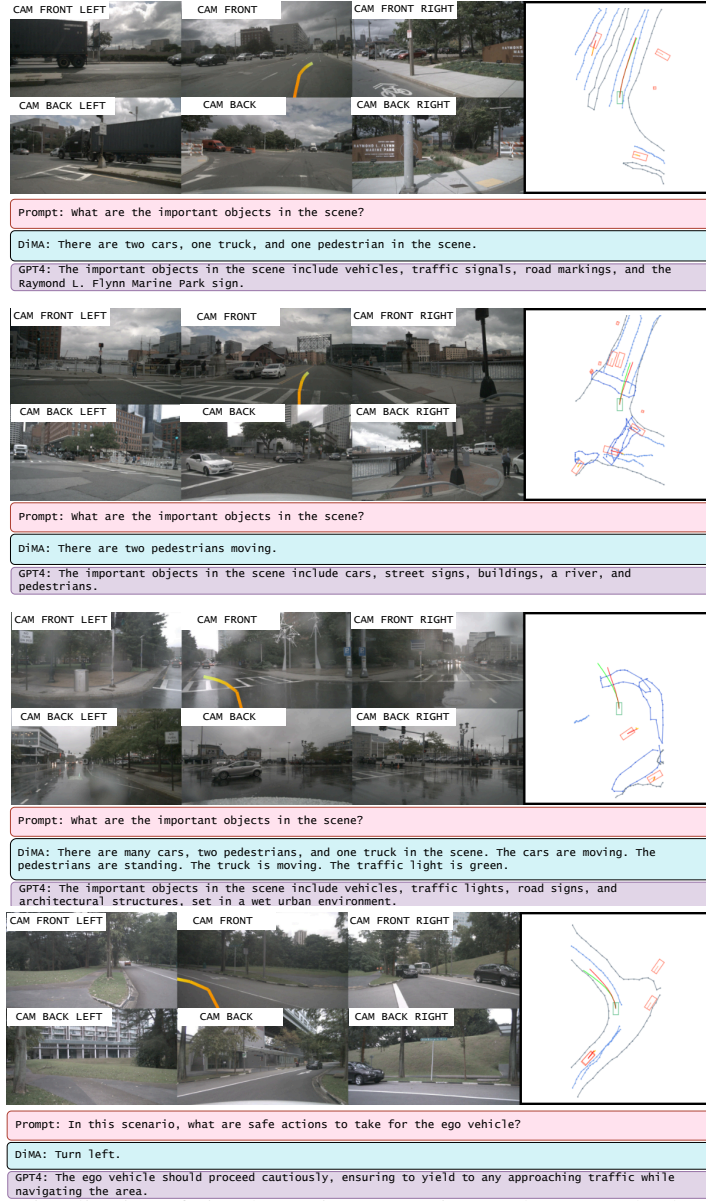 CAM FRONT LEFT
CAM FRONT
CAM FRONT RIGHT
CAM BACK LEFT
CAM BACK
CAM BACK RIGHT
RAYMOND L. FLYNN
MARINE PARK
Prompt: What are the important objects in the scene?
DiMA: There are two cars, one truck, and one pedestrian in the scene.
GPT4: The important objects in the scene include vehicles, traffic signals, road markings, and the
Raymond L. Flynn Marine Park sign.
CAM FRONT LEFT
CAM FRONT
CAM FRONT RIGHT
CAM BACK LEFT
CAM BACK
CAM BACK RIGHT
Prompt: What are the important objects in the scene?
DiMA: There are two pedestrians moving.
GPT4: The important objects in the scene include cars, street signs, buildings, a river, and
pedestrians.
CAM FRONT LEFT
CAM FRONT
CAM FRONT RIGHT
CAM BACK LEFT
CAM BACK
CAM BACK RIGHT
Prompt: What are the important objects in the scene?
DiMA: There are many cars, two pedestrians, and one truck in the scene. The cars are moving. The
pedestrians are standing. The truck is moving. The traffic light is green.
GPT4: The important objects in the scene include vehicles, traffic lights, road signs, and
architectural structures, set in a wet urban environment.
CAM FRONT LEFT
CAM FRONT
CAM FRONT RIGHT
CAM BACK LEFT
CAM BACK
CAM BACK RIGHT
Prompt: In this scenario, what are safe actions to take for the ego vehicle?
DiMA: Turn left.
GPT4: The ego vehicle should proceed cautiously, ensuring to yield to any approaching traffic while
navigating the area.